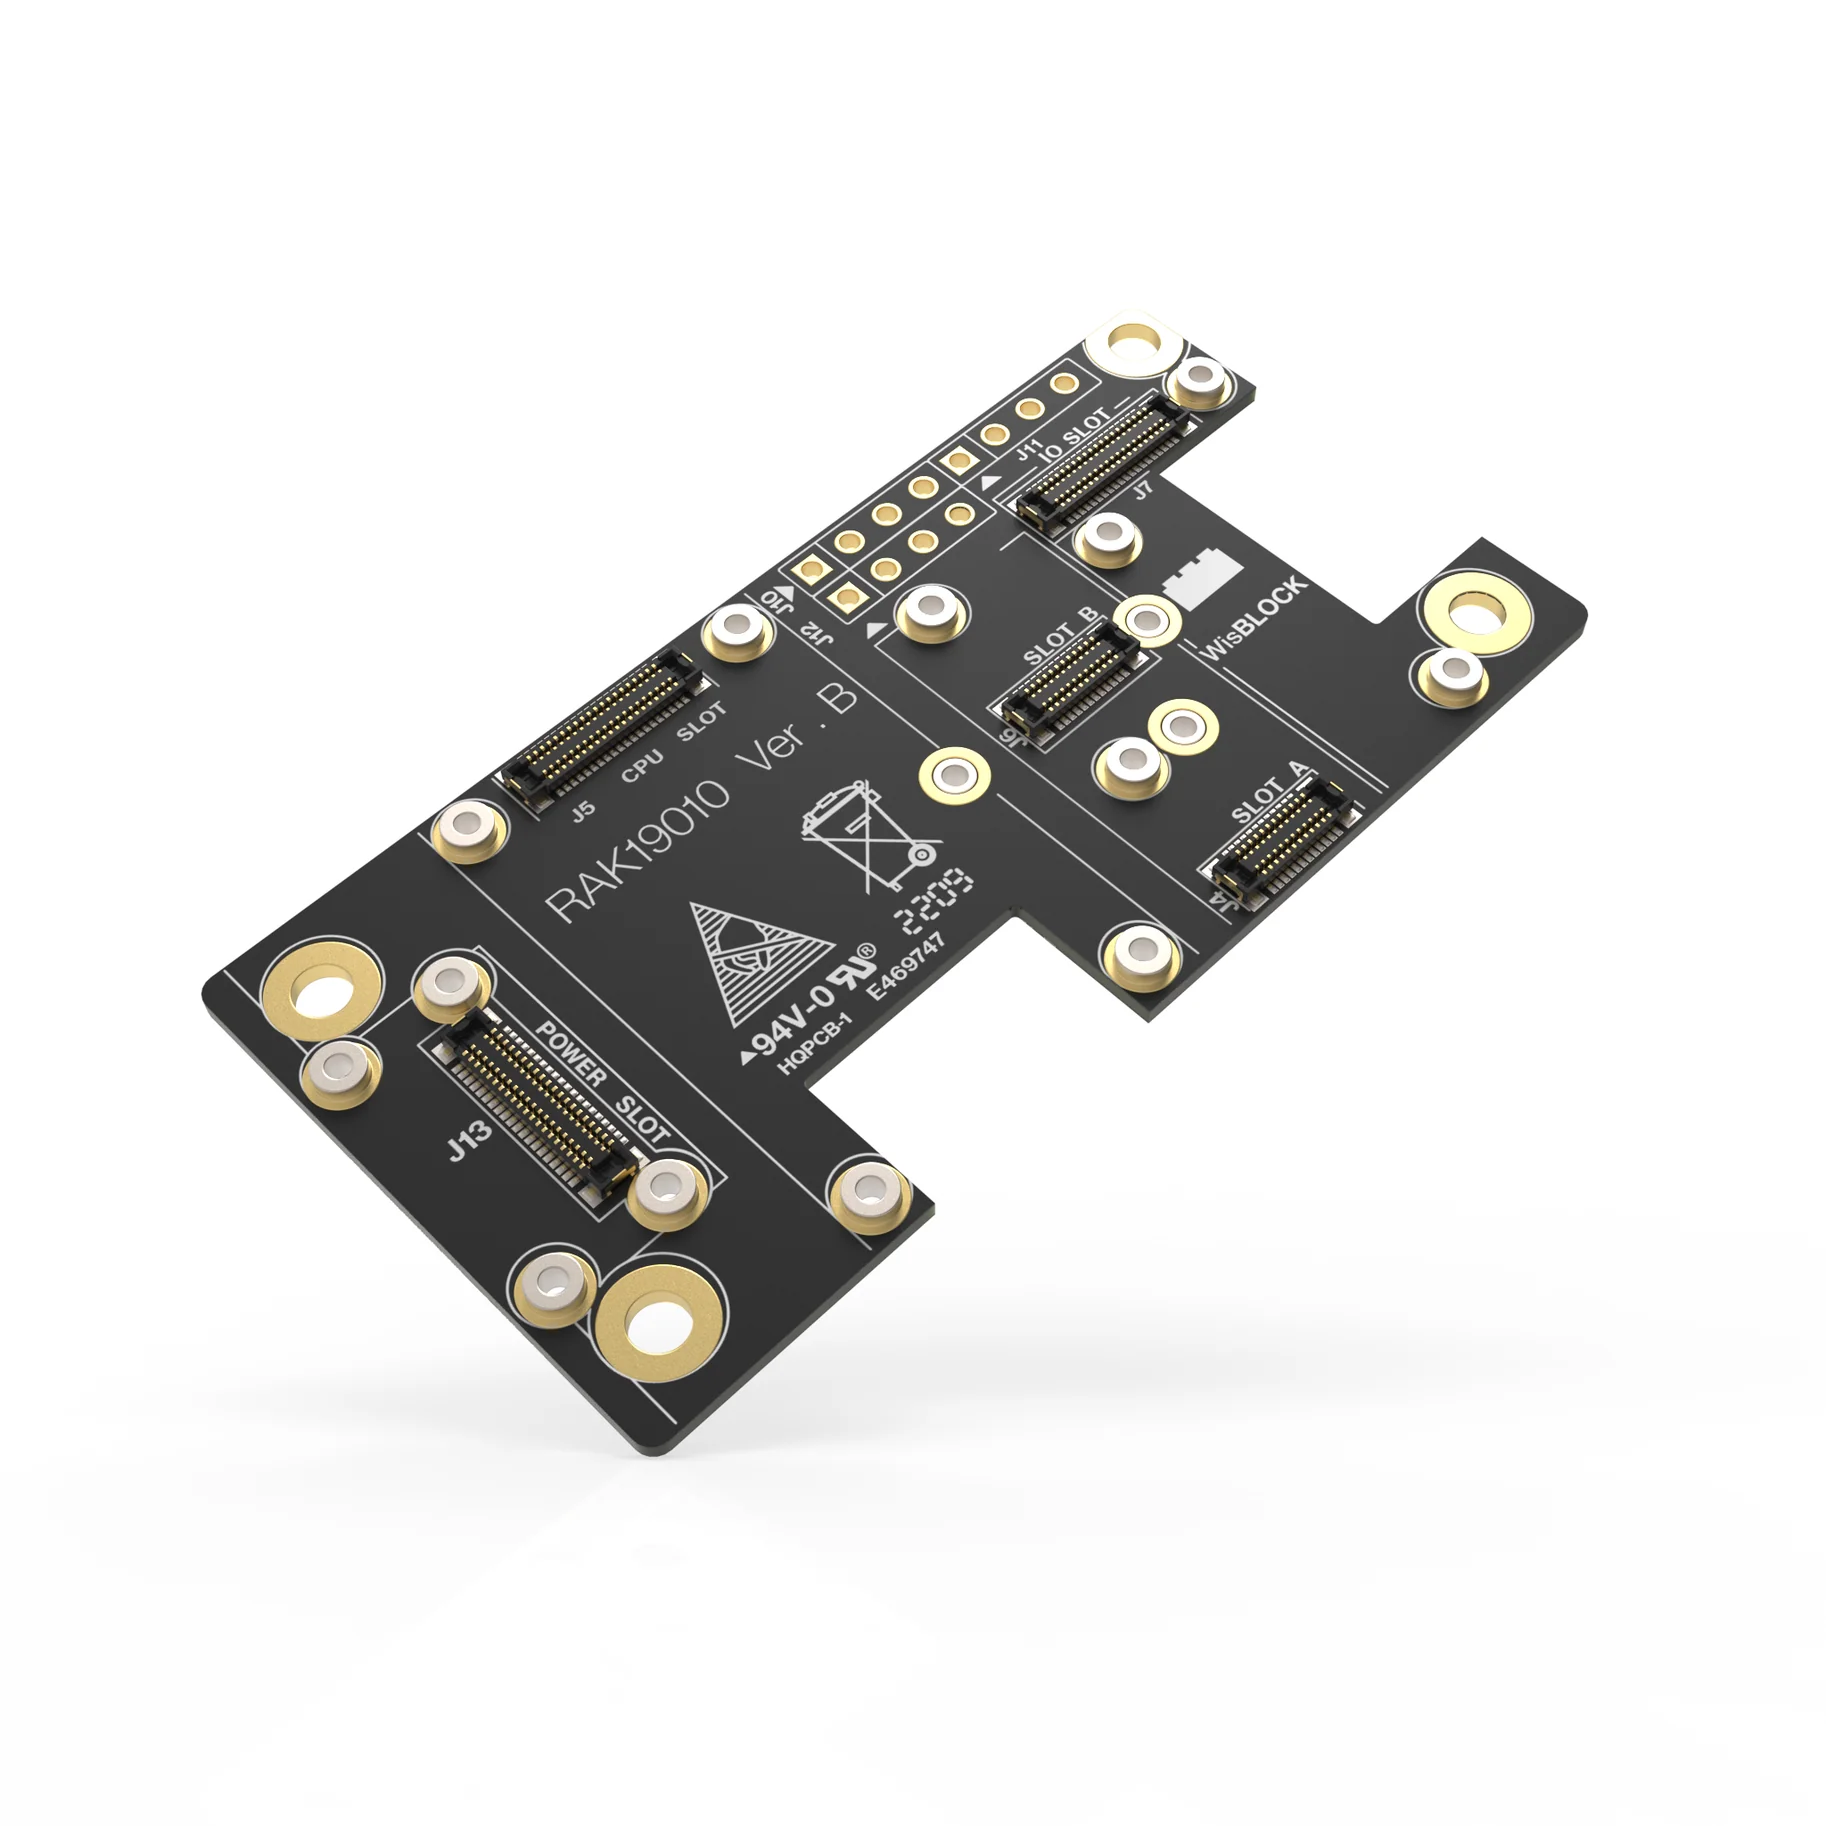 J11
IO SLOT
J7
J10
J12
WisBLOCK
SLOT B
J6
CPU SLOT
J5
RAK19010 Ver . B
SLOT A
J4
2209
94V-0 ®
E469747
HQPCB-1
POWER SLOT
J13